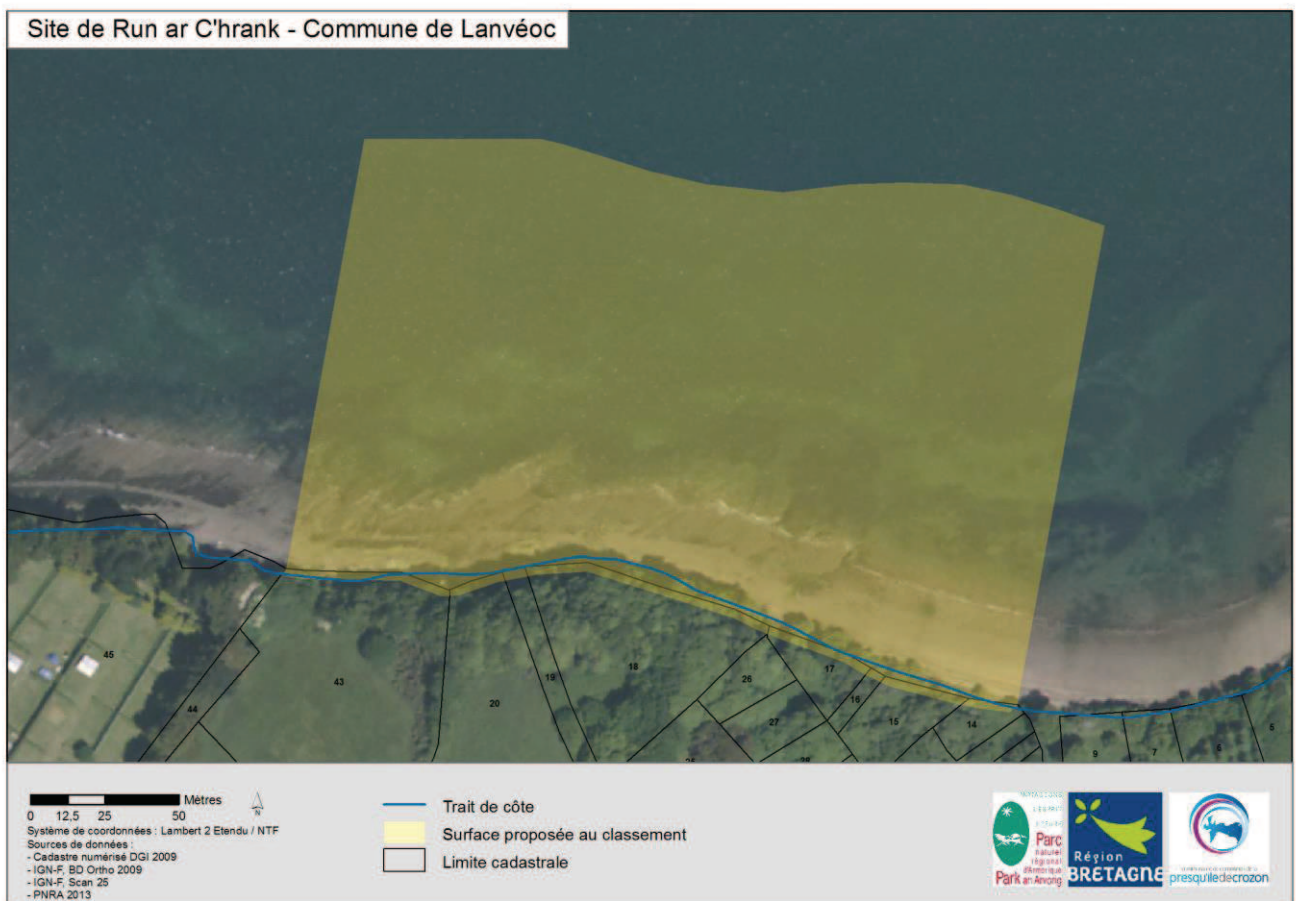 Site de Run ar C'hrank - Commune de Lanvéoc
45
44
43
20
19
18
26
27
17
16
15
14
9
7
6
5
Mètres
0 12,5 25 50
N
Système de coordonnées : Lambert 2 Etendu / NTF
Sources de données :
- Cadastre numérisé DGI 2009
- IGN-F, BD Ortho 2009
- IGN-F, Scan 25
- PNRA 2013
Trait de côte
Surface proposée au classement
Limite cadastrale
Parc
naturel
régional
d'Armorique
Park an Arvorig
Région
BRETAGNE
presqu'îledecrozon